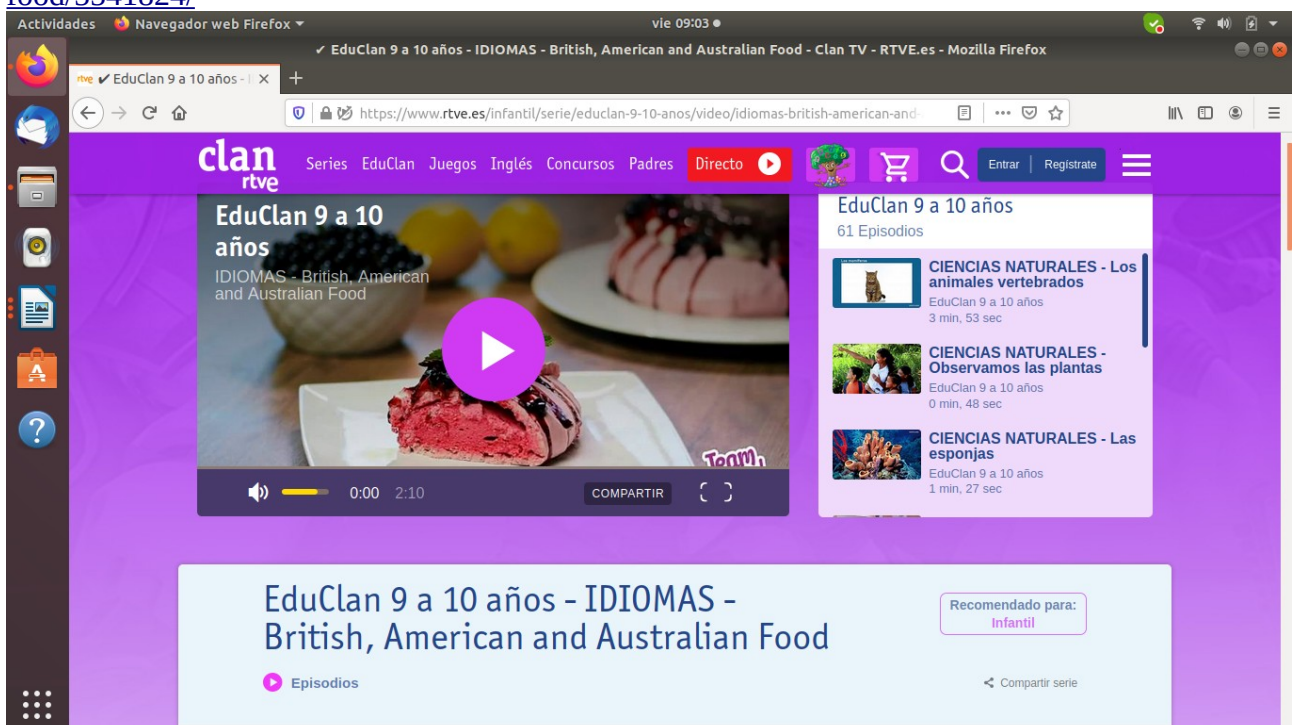 food/5541824/
Actividades Navegador web Firefox vie 09:03
✔ EduClan 9 a 10 años - IDIOMAS - British, American and Australian Food - Clan TV - RTVE.es - Mozilla Firefox
rtve ✔ EduClan 9 a 10 años - I
https://www.rtve.es/infantil/serie/educlan-9-10-anos/video/idiomas-british-american-and-
clan
rtve
Series EduClan Juegos Inglés Concursos Padres Directo Entrar | Regístrate
EduClan 9 a 10
años
IDIOMAS - British, American
and Australian Food
Team
0:00 2:10 COMPARTIR
EduClan 9 a 10 años
61 Episodios
CIENCIAS NATURALES - Los
animales vertebrados
EduClan 9 a 10 años
3 min, 53 sec
CIENCIAS NATURALES -
Observamos las plantas
EduClan 9 a 10 años
0 min, 48 sec
CIENCIAS NATURALES - Las
esponjas
EduClan 9 a 10 años
1 min, 27 sec
EduClan 9 a 10 años - IDIOMAS -
British, American and Australian Food
Recomendado para:
Infantil
Episodios
Compartir serie